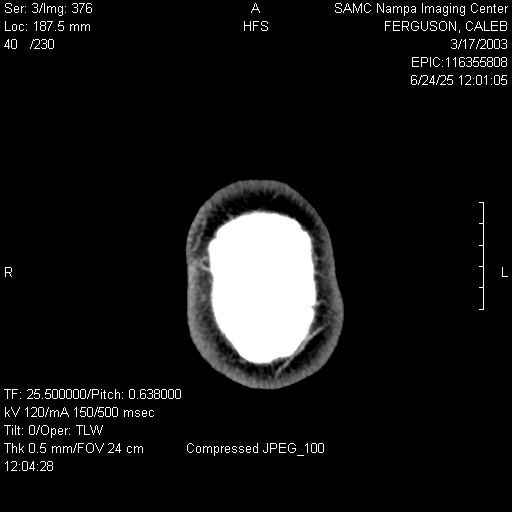 Ser: 3/Img: 376
Loc: 187.5 mm
40 /230
A
HFS
SAMC Nampa Imaging Center
FERGUSON, CALEB
3/17/2003
EPIC:116355808
6/24/25 12:01:05
R
L
TF: 25.500000/Pitch: 0.638000
kV 120/mA 150/500 msec
Tilt: 0/Oper: TLW
Thk 0.5 mm/FOV 24 cm
12:04:28
Compressed JPEG_100